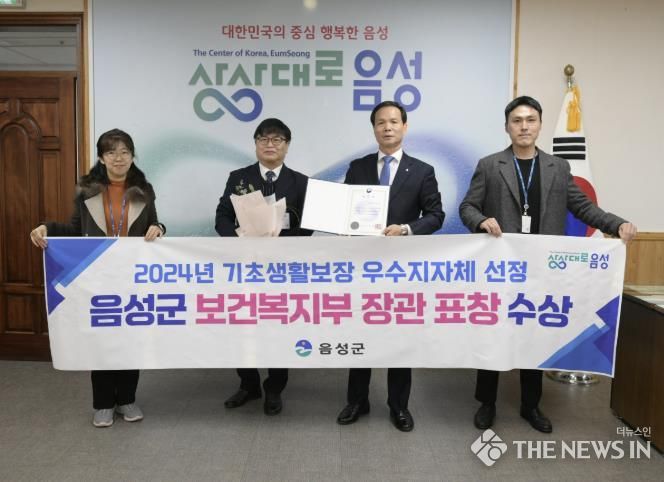 대한민국의 중심 행복한 음성
The Center of Korea, EumSeong
상상대로 음성
2024년 기초생활보장 우수지자체 선정
상상대로 음성
음성군 보건복지부 장관 표창 수상
음성군
더뉴스인
THE NEWS IN